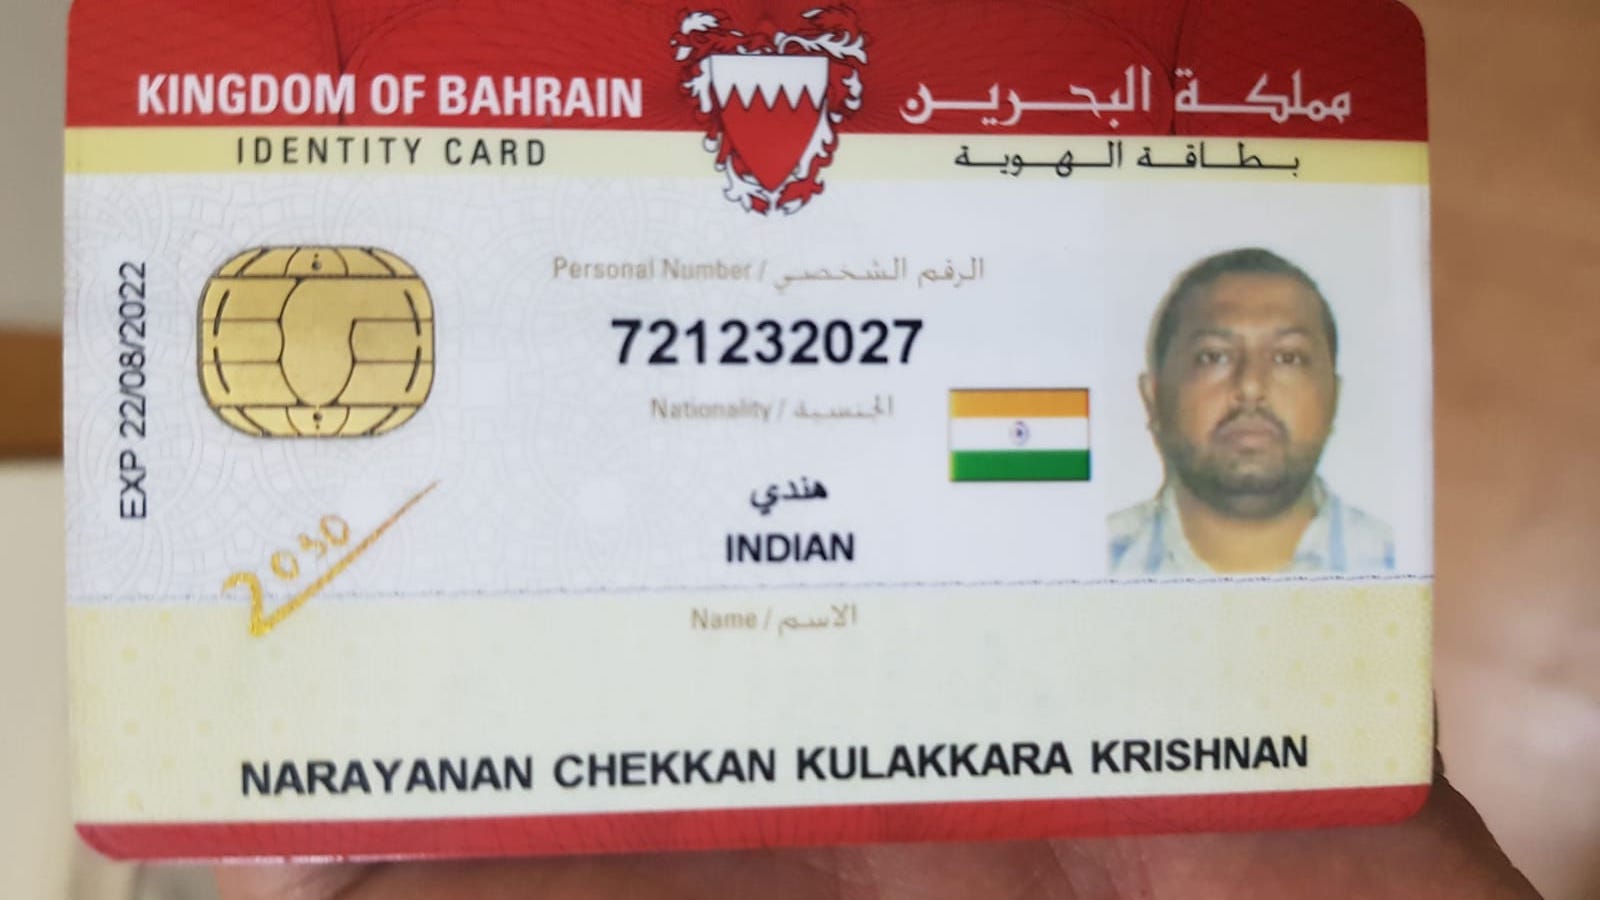 KINGDOM OF BAHRAIN مملكة البحرين
IDENTITY CARD بطاقة الهوية
EXP 22/08/2022
Personal Number / الرقم الشخصي
721232027
Nationality / الجنسية
هندي
INDIAN
2030
Name / الاسم
NARAYANAN CHEKKAN KULAKKARA KRISHNAN